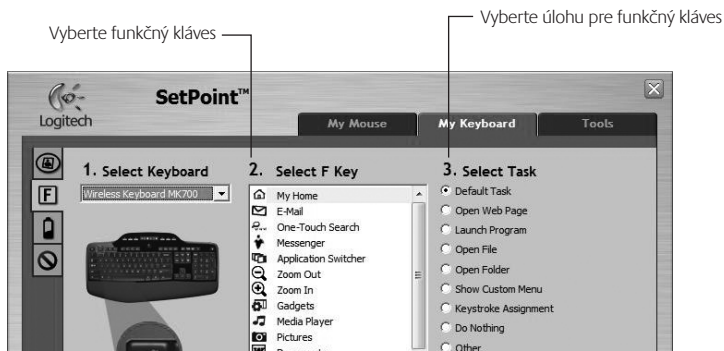 Vyberte funkčný kláves
Vyberte úlohu pre funkčný kláves
Logitech
SetPoint™
My Mouse
My Keyboard
Tools
1. Select Keyboard
Wireless Keyboard MK700
2. Select F Key
My Home
E-Mail
One-Touch Search
Messenger
Application Switcher
Zoom Out
Zoom In
Gadgets
Media Player
Pictures
3. Select Task
Default Task
Open Web Page
Launch Program
Open File
Open Folder
Show Custom Menu
Keystroke Assignment
Do Nothing
Other